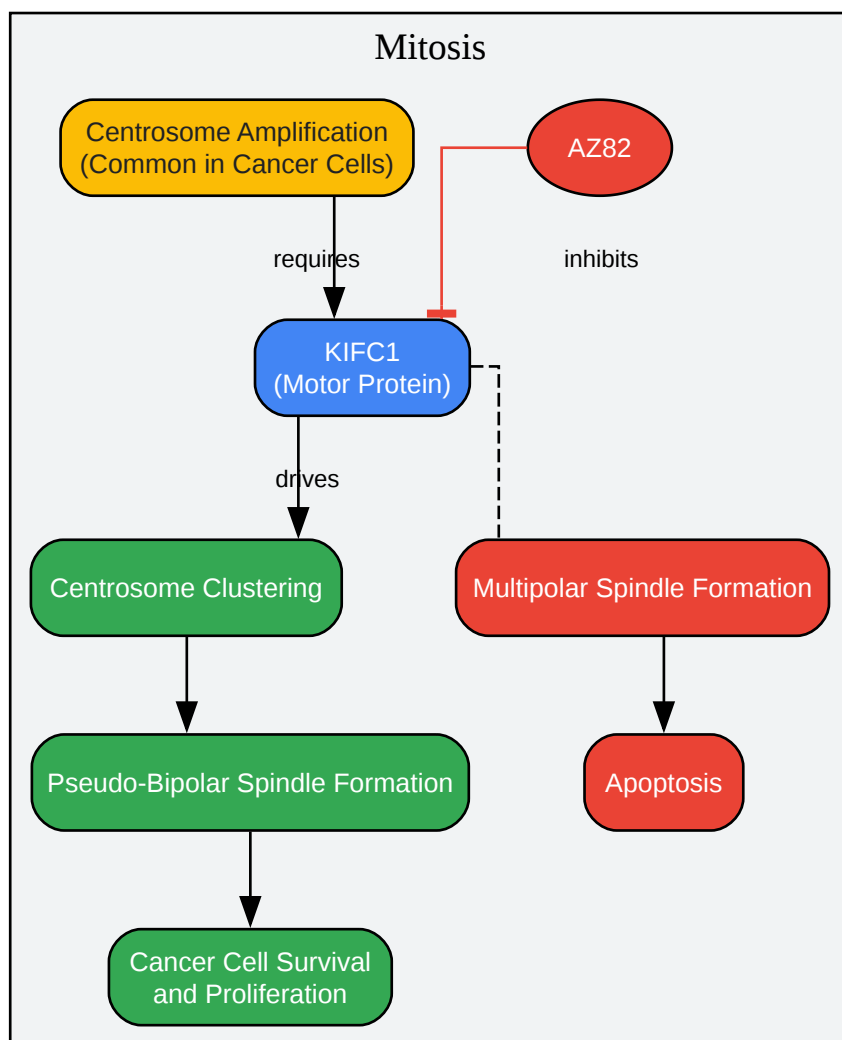 Mitosis
Centrosome Amplification
(Common in Cancer Cells)
AZ82
requires
inhibits
KIFC1
(Motor Protein)
drives
Centrosome Clustering
Multipolar Spindle Formation
Pseudo-Bipolar Spindle Formation
Apoptosis
Cancer Cell Survival
and Proliferation